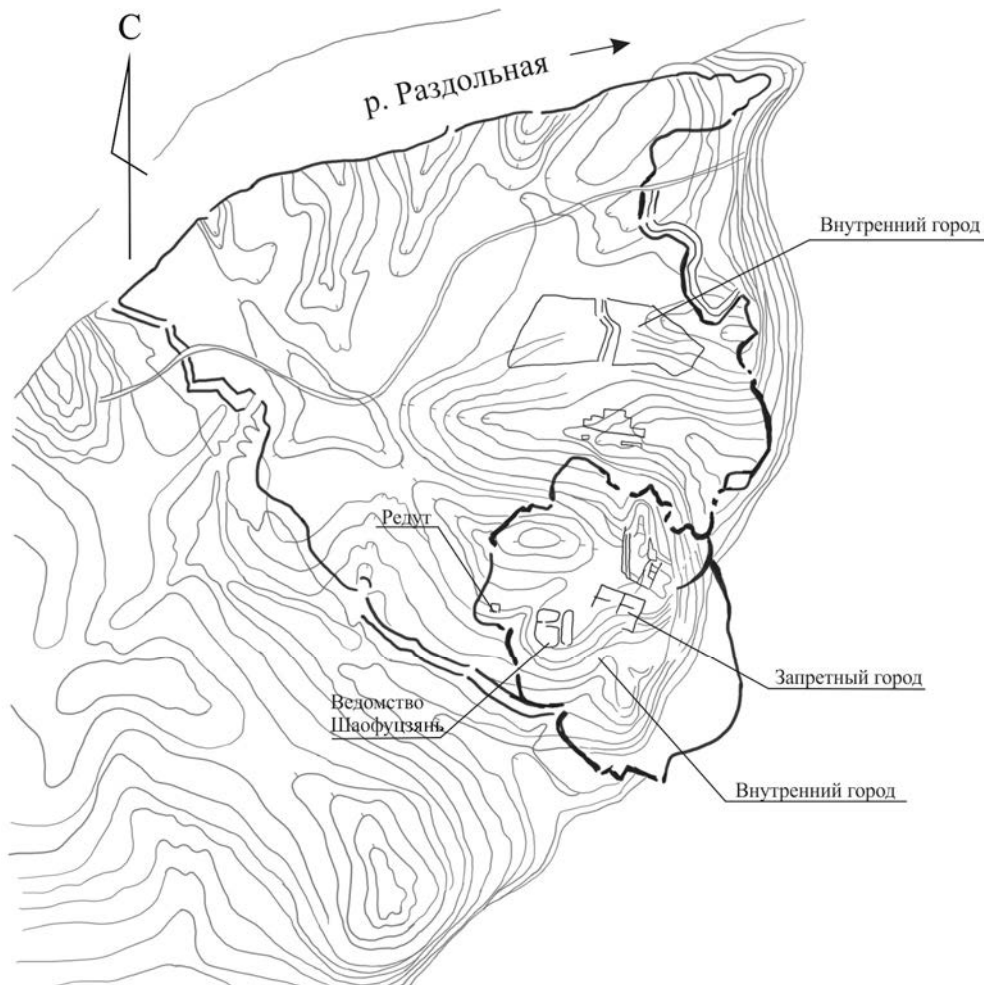 С
р. Раздольная
Внутренний город
Редут
Запретный город
Ведомство
Шаофуцзянь
Внутренний город